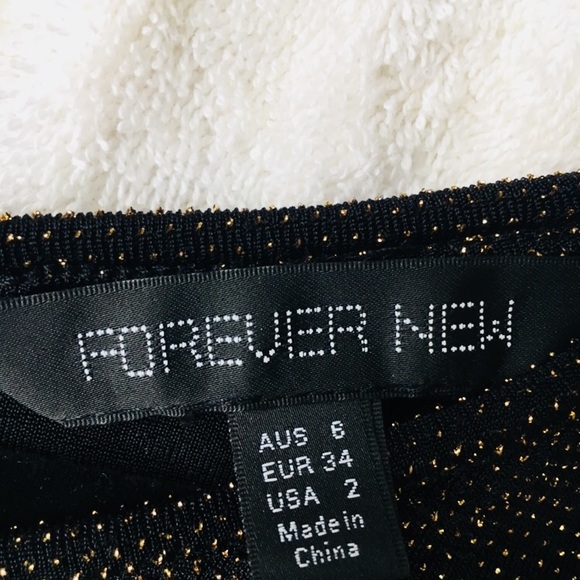 FOREVER NEW
AUS 6
EUR 34
USA 2
Made in
China